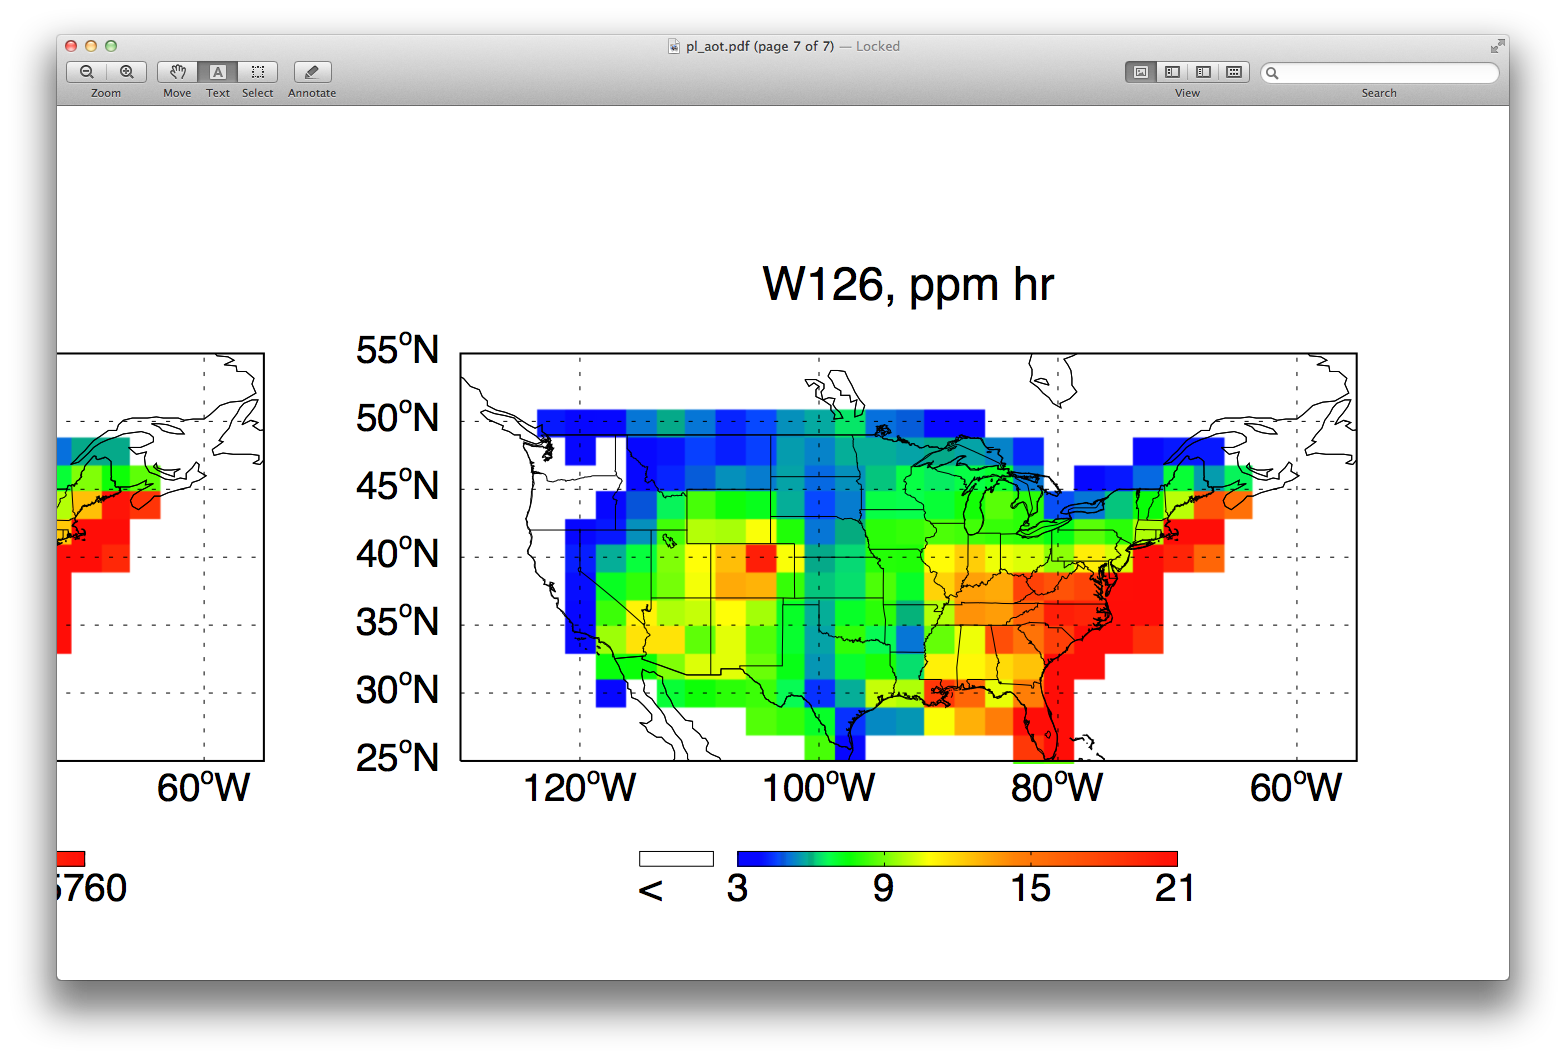 pl_aot.pdf (page 7 of 7) — Locked
A
Zoom Move Text Select Annotate View Search
W126, ppm hr
55°N
50°N
45°N
40°N
35°N
30°N
25°N
60°W 120°W 100°W 80°W 60°W
5760 < 3 9 15 21